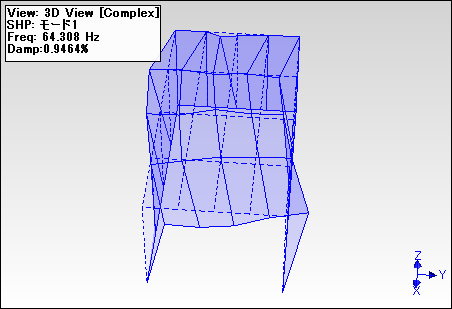 View: 3D View [Complex]
SHP: モード1
Freq: 64.308 Hz
Damp:0.9464%
Z
Y
X